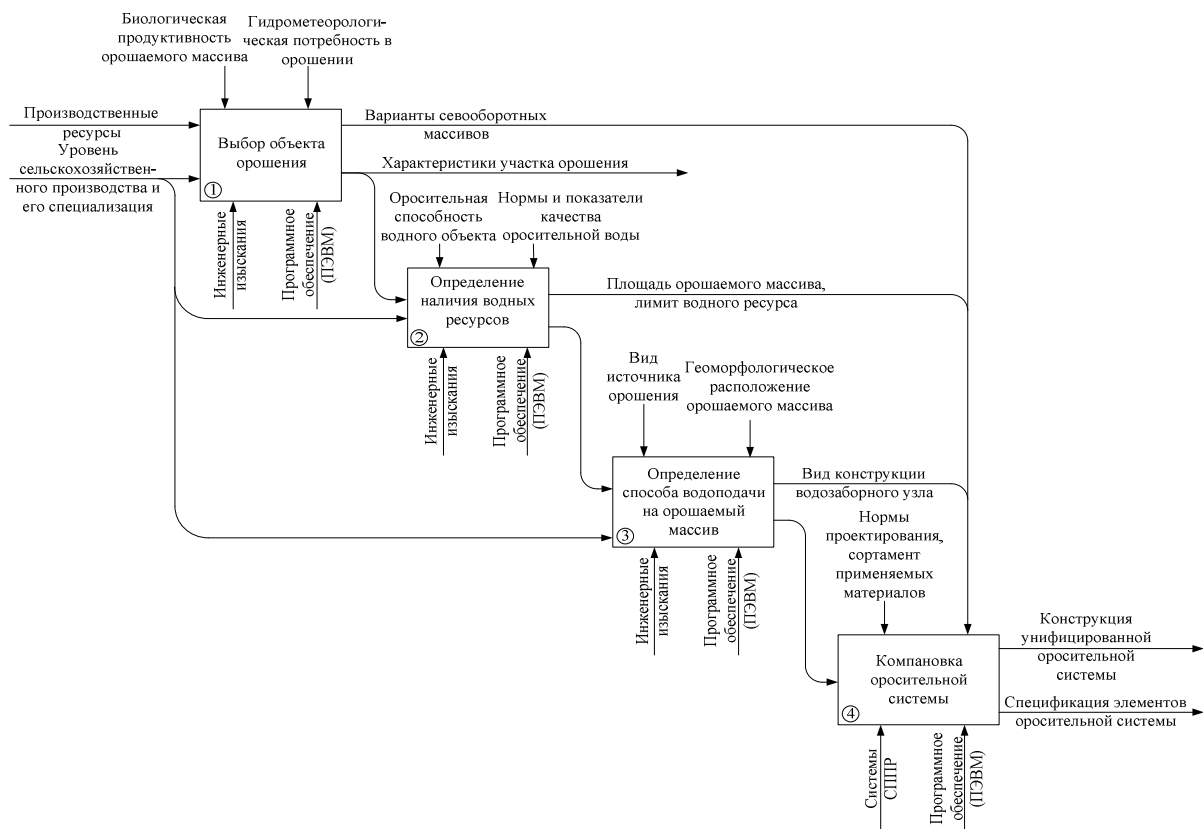 Биологическая
продуктивность
орошаемого массива
Гидрометеорологи-
ческая потребность в
орошении
Производственные
ресурсы
Уровень
сельскохозяйствен-
ного производства и
его специализация
Выбор объекта
орошения
1
Варианты севооборотных
массивов
Характеристики участка орошения
Инженерные
изыскания
Программное
обеспечение
(ПЭВМ)
Оросительная
способность
водного объекта
Нормы и показатели
качества
оросительной воды
Определение
наличия водных
ресурсов
2
Площадь орошаемого массива,
лимит водного ресурса
Инженерные
изыскания
Программное
обеспечение
(ПЭВМ)
Вид
источника
орошения
Геоморфологическое
расположение
орошаемого массива
Определение
способа водоподачи
на орошаемый
массив
3
Вид конструкции
водозаборного узла
Инженерные
изыскания
Программное
обеспечение
(ПЭВМ)
Нормы
проектирования,
сортамент
применяемых
материалов
Компановка
оросительной
системы
4
Конструкция
унифицированной
оросительной
системы
Спецификация элементов
оросительной системы
Системы
СППР
Программное
обеспечение
(ПЭВМ)